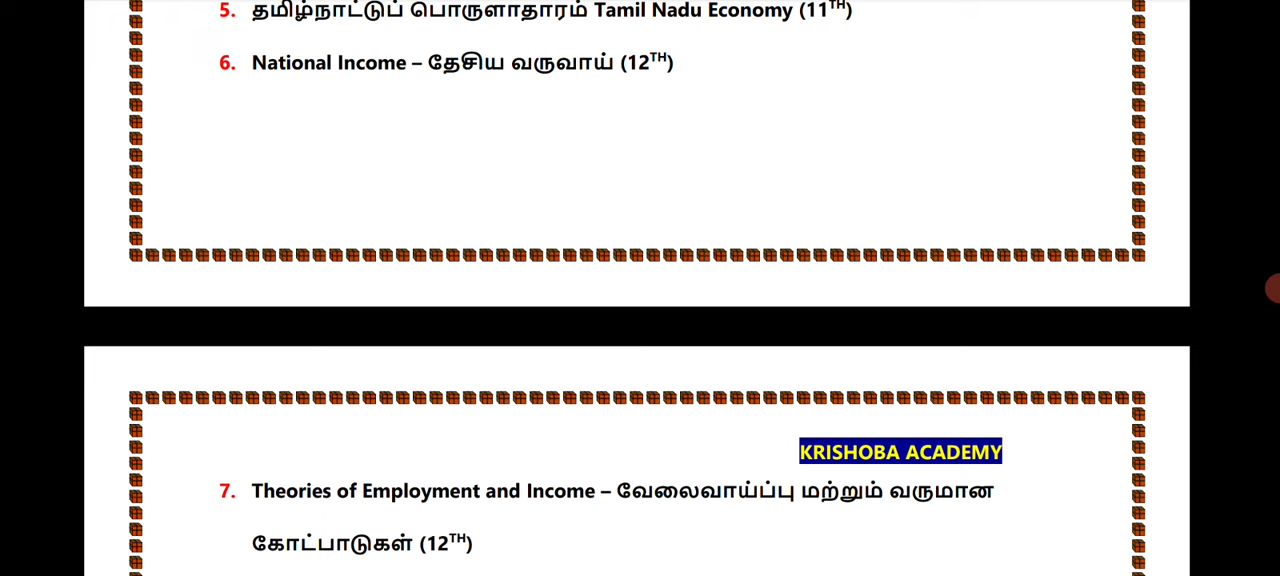 5. தமிழ்நாட்டுப் பொருளாதாரம் Tamil Nadu Economy (11TH)
6. National Income – தேசிய வருவாய் (12TH)
KRISHOBA ACADEMY
7. Theories of Employment and Income – வேலைவாய்ப்பு மற்றும் வருமான
கோட்பாடுகள் (12TH)